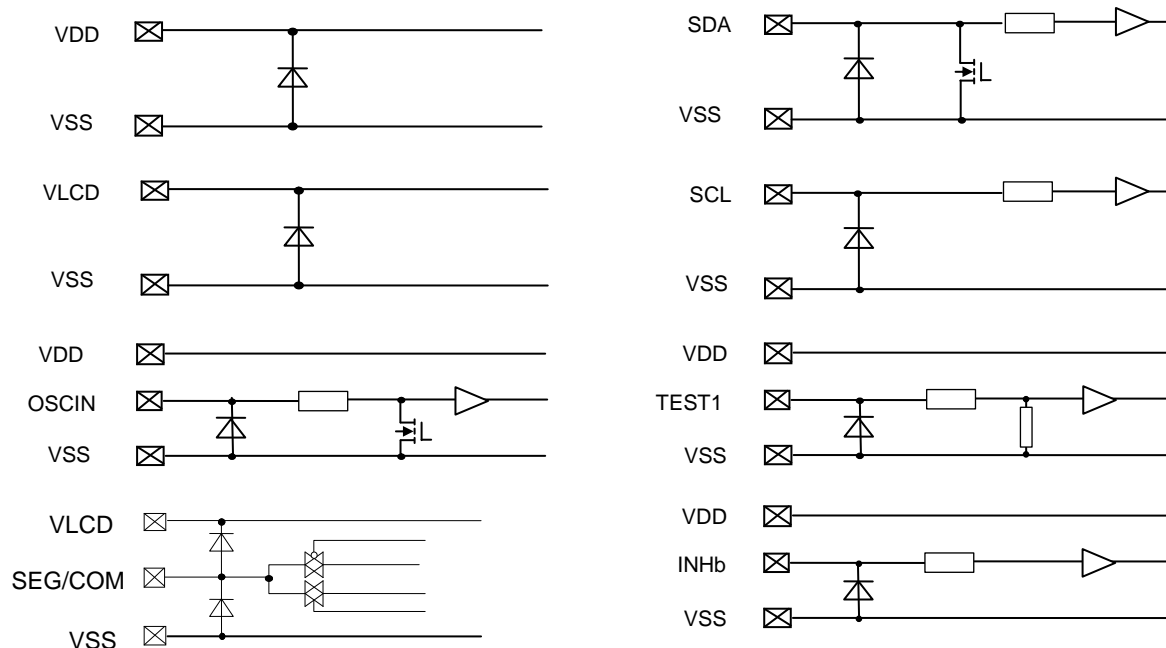 VDD
VSS
VLCD
VSS
VDD
OSCIN
VSS
VLCD
SEG/COM
VSS
SDA
VSS
SCL
VSS
VDD
TEST1
VSS
VDD
INHb
VSS